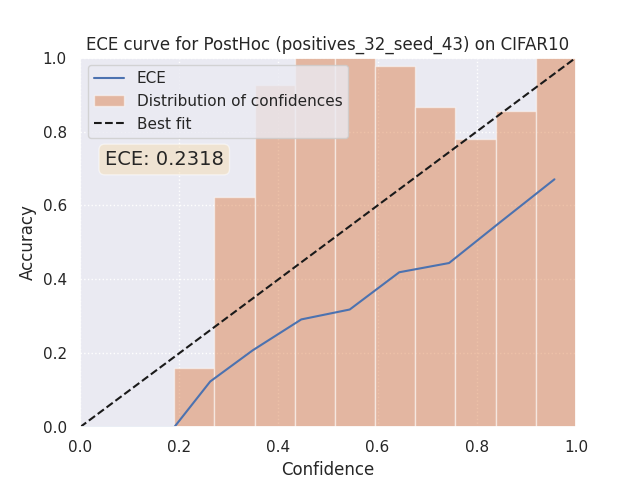 ECE curve for PostHoc (positives_32_seed_43) on CIFAR10
1.0
0.8
0.6
0.4
0.2
0.0
Accuracy
ECE
Distribution of confidences
Best fit
ECE: 0.2318
0.0 0.2 0.4 0.6 0.8 1.0
Confidence